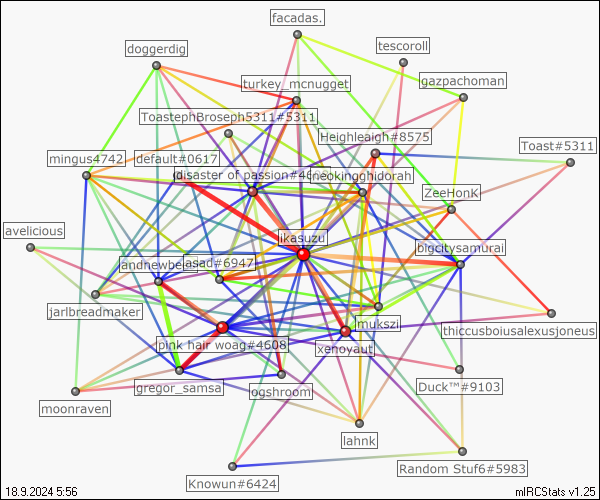 facadas.
tescoroll
doggerdig
turkey_mcnugget
gazpachoman
ToastephBroseph5311#5311
Heighleaigh#8575
Toast#5311
mingus4742
default#0617
(disaster of passion#46
neokingghidorah
ZeeHonK
avelicious
ikasuzu
bigcitysamurai
andnewbe
asad#6947
jarlbreadmaker
mukszi
thiccusboiusalexusjoneus
pink hair woag#4608
xenoyaut
gregor_samsa
ogshroom
Duck™#9103
moonraven
lahnk
Random Stuf6#5983
Knowun#6424
18.9.2024 5:56
mIRCStats v1.25